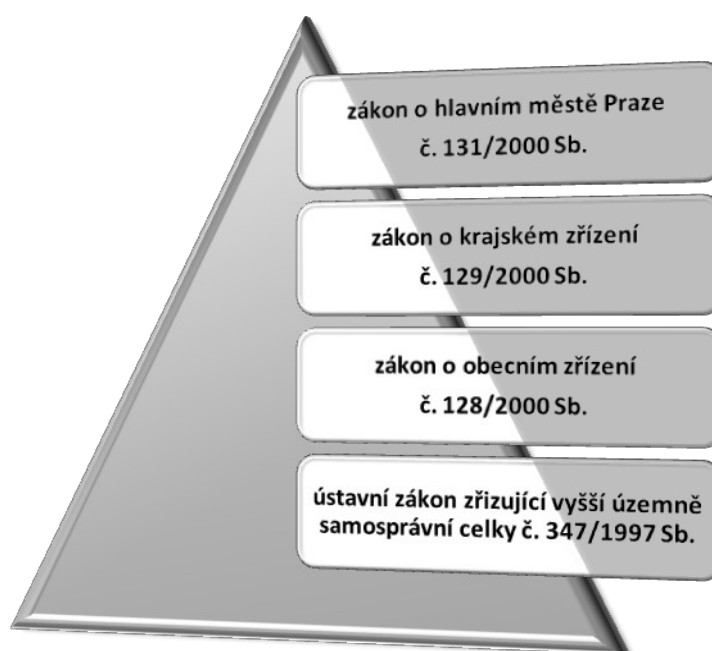 zákon o hlavním městě Praze
č. 131/2000 Sb.
zákon o krajském zřízení
č. 129/2000 Sb.
zákon o obecním zřízení
č. 128/2000 Sb.
ústavní zákon zřizující vyšší územně
samosprávní celky č. 347/1997 Sb.